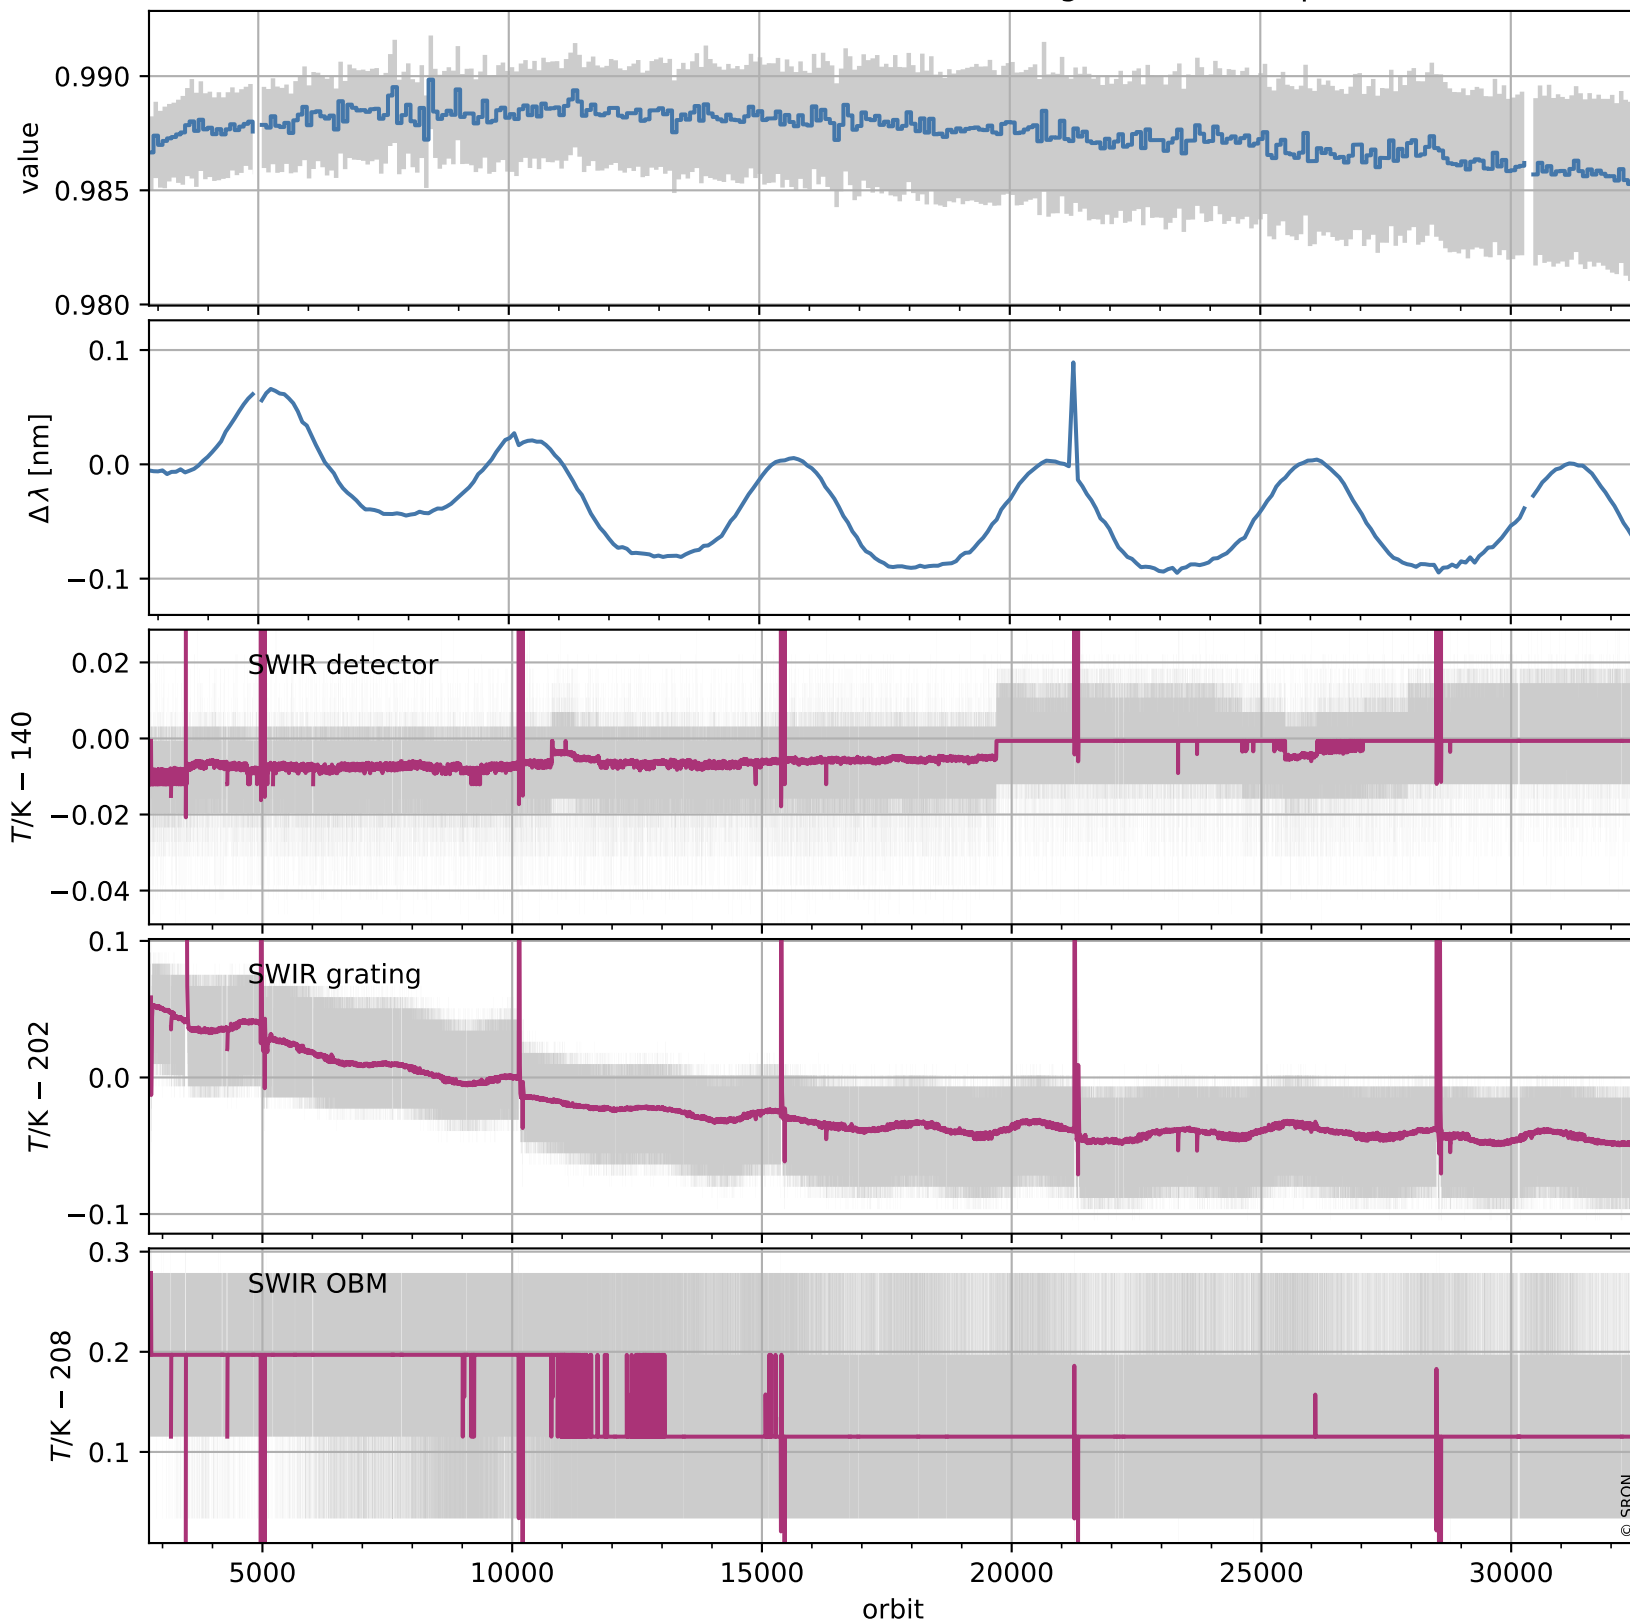 0.990
0.985
0.980
value
0.1
0.0
−0.1
Δλ [nm]
SWIR detector
0.02
0.00
−0.02
−0.04
T/K − 140
SWIR grating
0.1
0.0
−0.1
T/K − 202
SWIR OBM
0.3
0.2
0.1
T/K − 208
© SRON
5000 10000 15000 20000 25000 30000
orbit